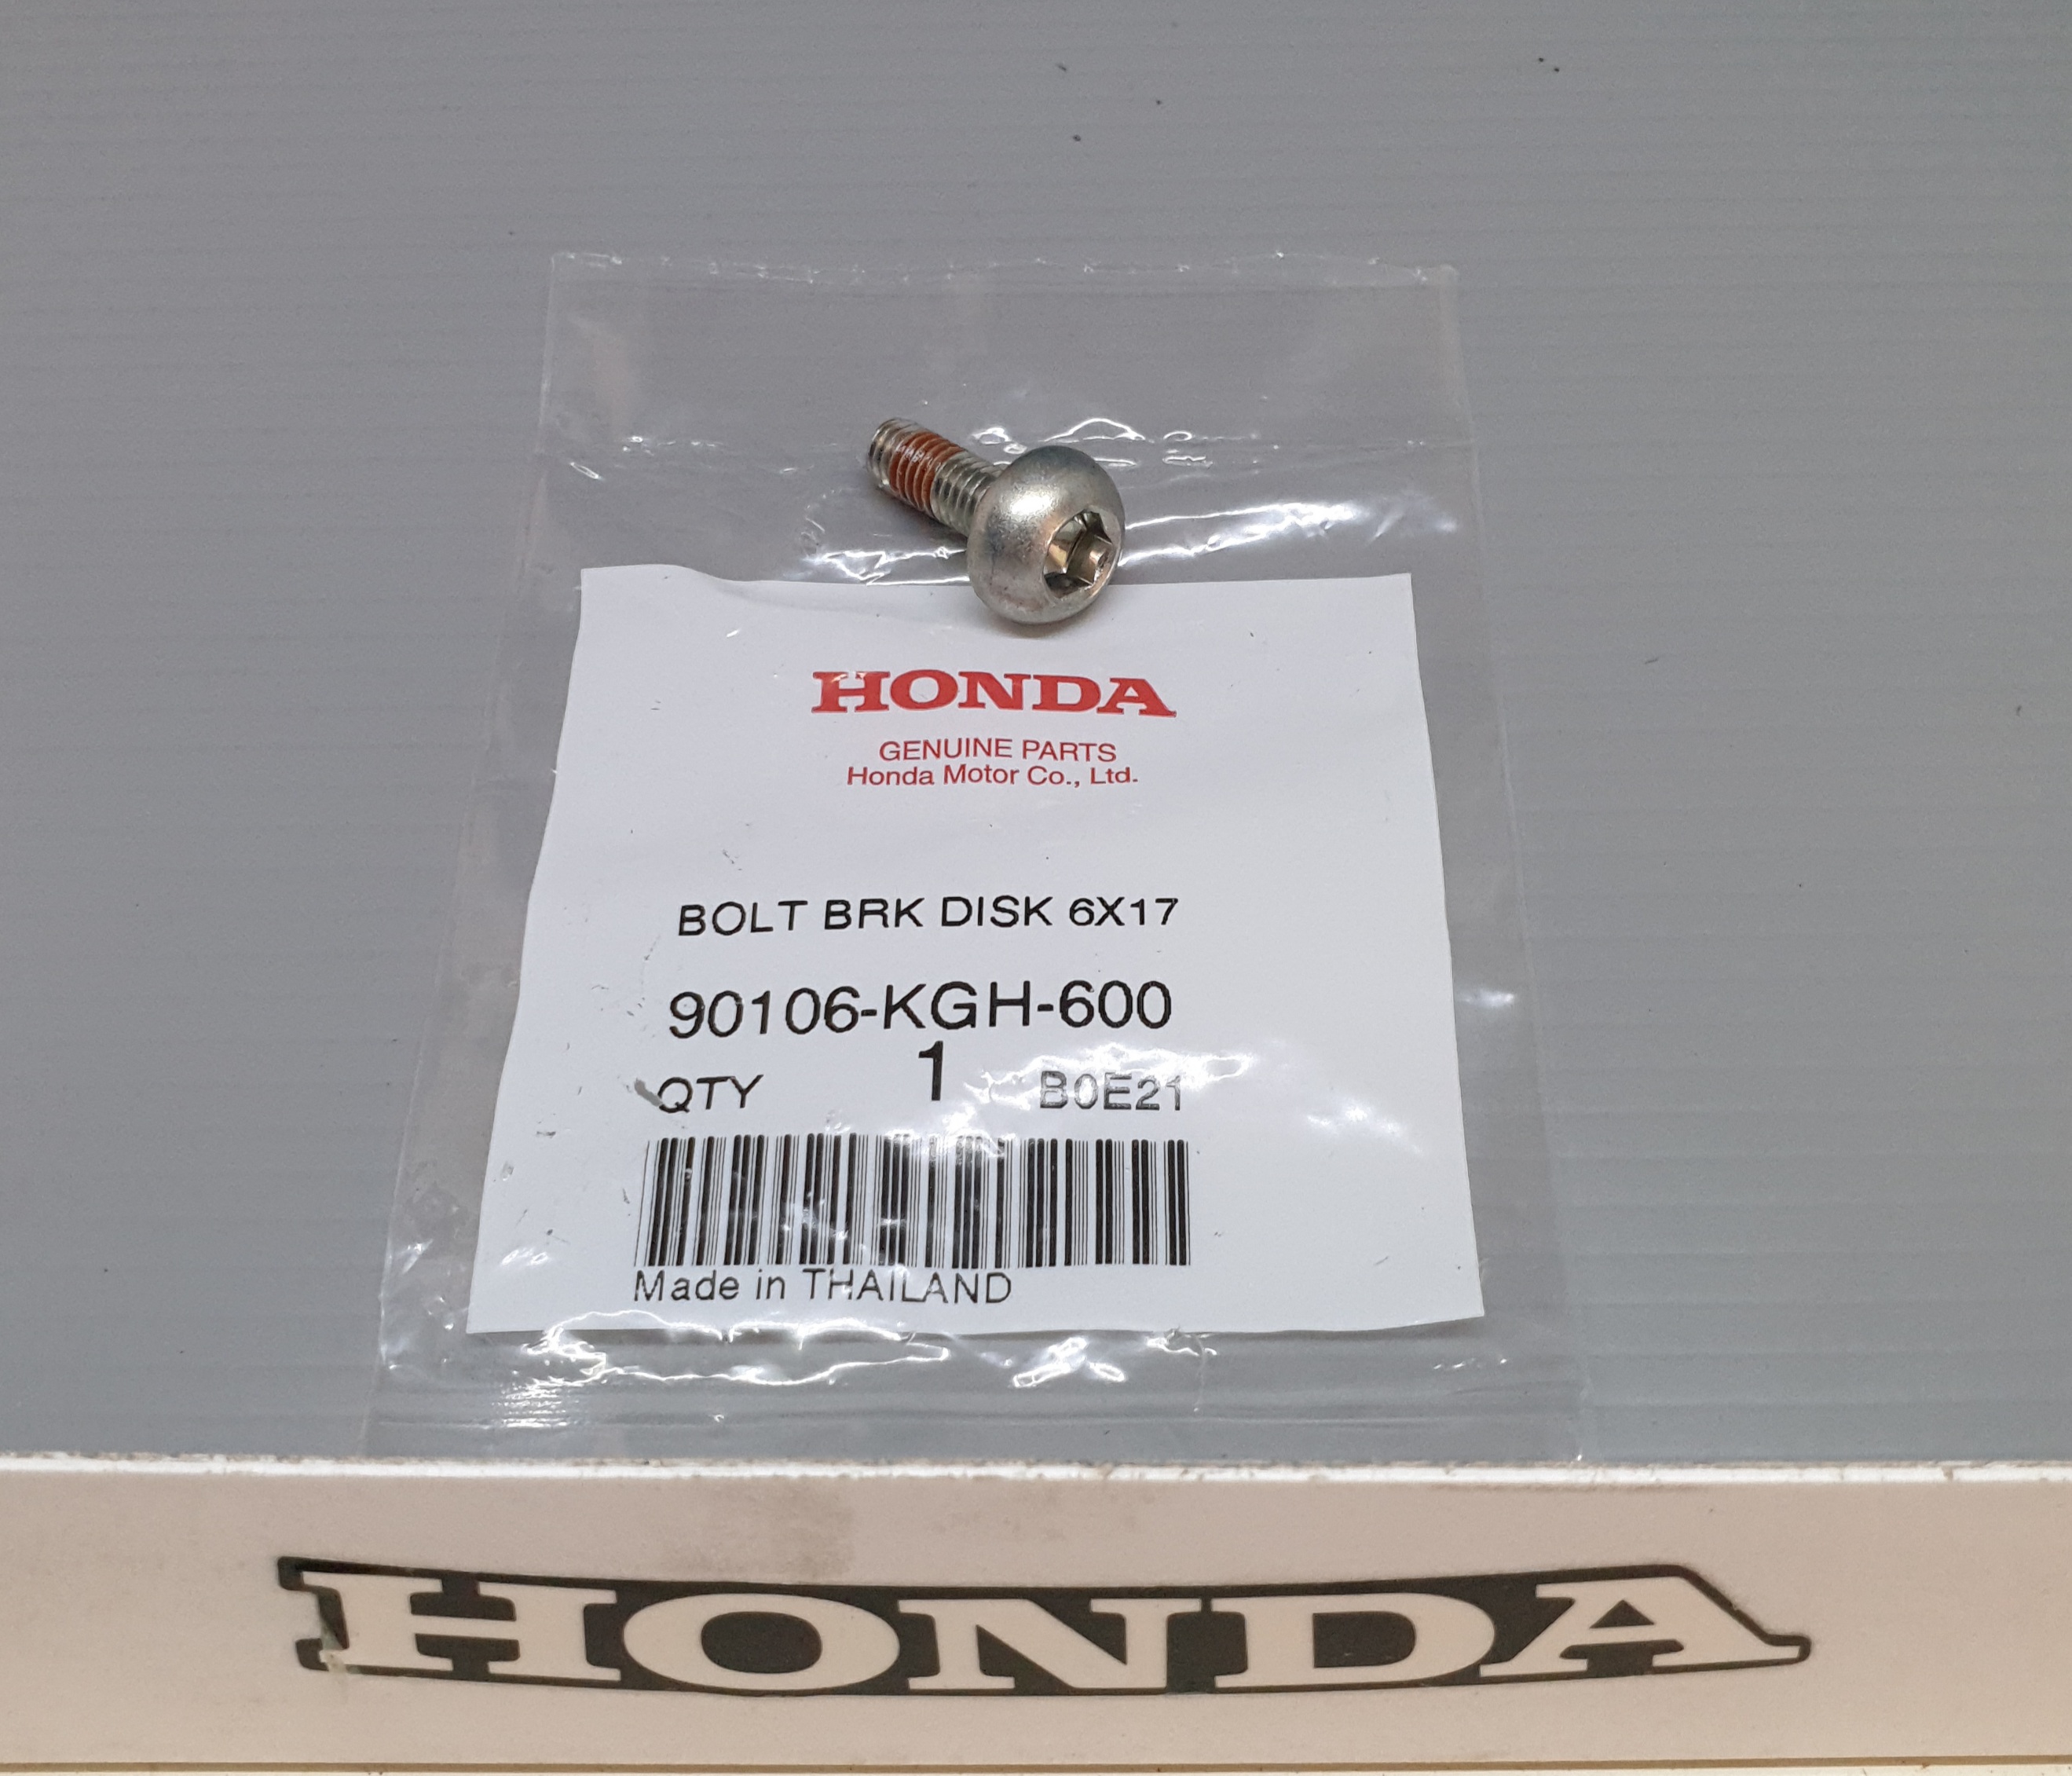 HONDA
GENUINE PARTS
Honda Motor Co., Ltd.
BOLT BRK DISK 6X17
90106-KGH-600
QTY 1 B0E21
Made in THAILAND
HONDA